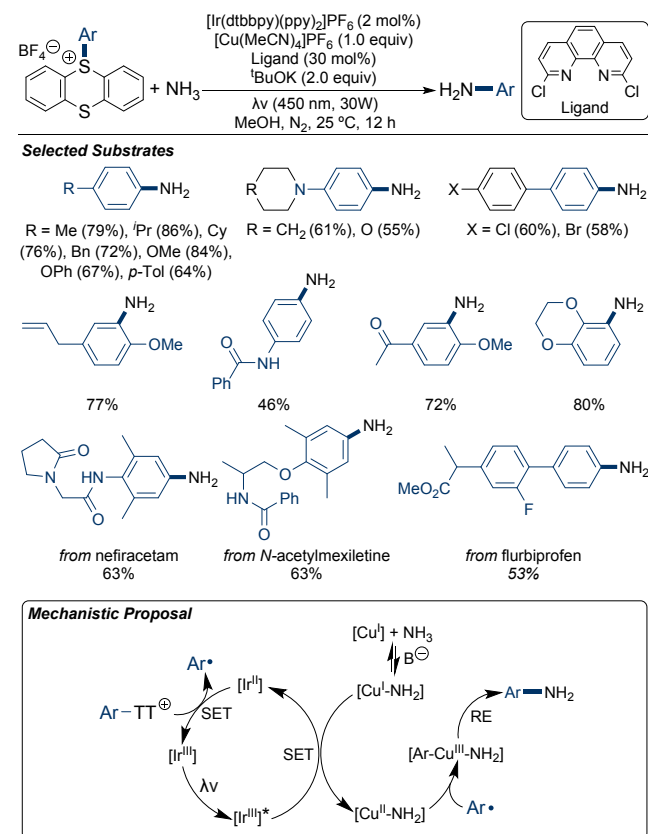 Ar
BF4⊖
S⊕
S
+ NH3
[Ir(dtbbpy)(ppy)2]PF6 (2 mol%)
[Cu(MeCN)4]PF6 (1.0 equiv)
Ligand (30 mol%)
tBuOK (2.0 equiv)
λν (450 nm, 30W)
MeOH, N2, 25 ºC, 12 h
H2N—Ar
N N
Cl Cl
Ligand
Selected Substrates
R NH2
R = Me (79%), iPr (86%), Cy
(76%), Bn (72%), OMe (84%),
OPh (67%), p-Tol (64%)
R N NH2
R = CH2 (61%), O (55%)
X NH2
X = Cl (60%), Br (58%)
NH2
OMe
77%
NH2
O
Ph NH
46%
O NH2
OMe
72%
O NH2
O
80%
O
N NH
O
NH2
from nefiracetam
63%
NH2
O
HN Ph
O
from N-acetylmexiletine
63%
MeO2C
F
NH2
from flurbiprofen
53%
Mechanistic Proposal
[CuI] + NH3
B⊖
Ar•
[IrII]
[CuI-NH2]
Ar—NH2
Ar–TT⊕
SET
RE
[IrIII]
SET
[Ar-CuIII-NH2]
λν
[IrIII]*
[CuII-NH2]
Ar•